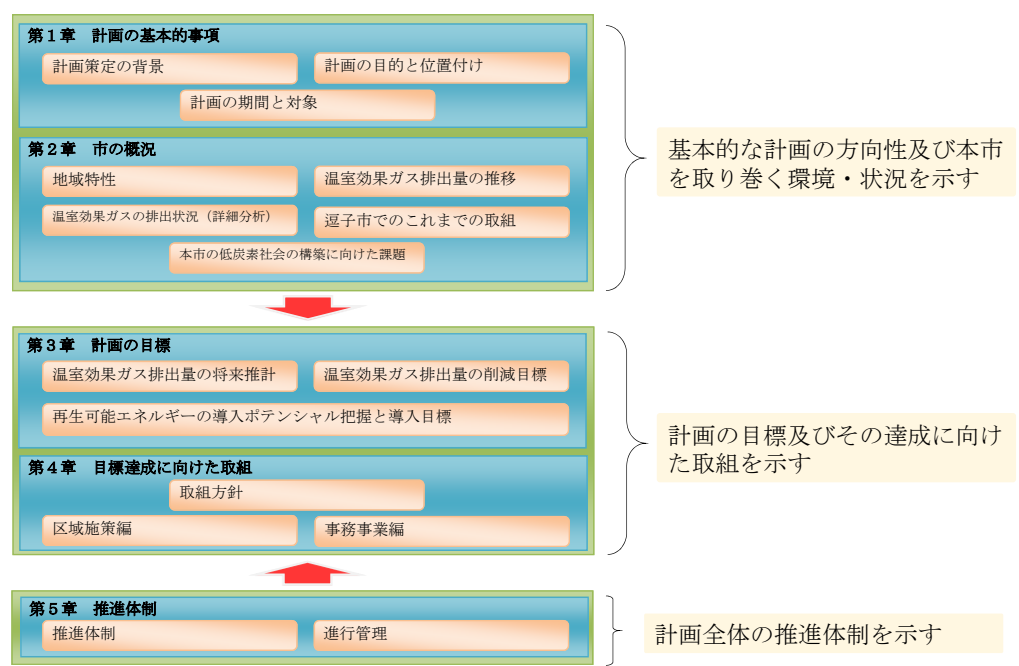 第１章　計画の基本的事項
計画策定の背景
計画の目的と位置付け
計画の期間と対象
第２章　市の概況
地域特性
温室効果ガス排出量の推移
温室効果ガスの排出状況（詳細分析）
逗子市でのこれまでの取組
本市の低炭素社会の構築に向けた課題
基本的な計画の方向性及び本市
を取り巻く環境・状況を示す
第３章　計画の目標
温室効果ガス排出量の将来推計
温室効果ガス排出量の削減目標
再生可能エネルギーの導入ポテンシャル把握と導入目標
第４章　目標達成に向けた取組
取組方針
区域施策編
事務事業編
計画の目標及びその達成に向け
た取組を示す
第５章　推進体制
推進体制
進行管理
計画全体の推進体制を示す